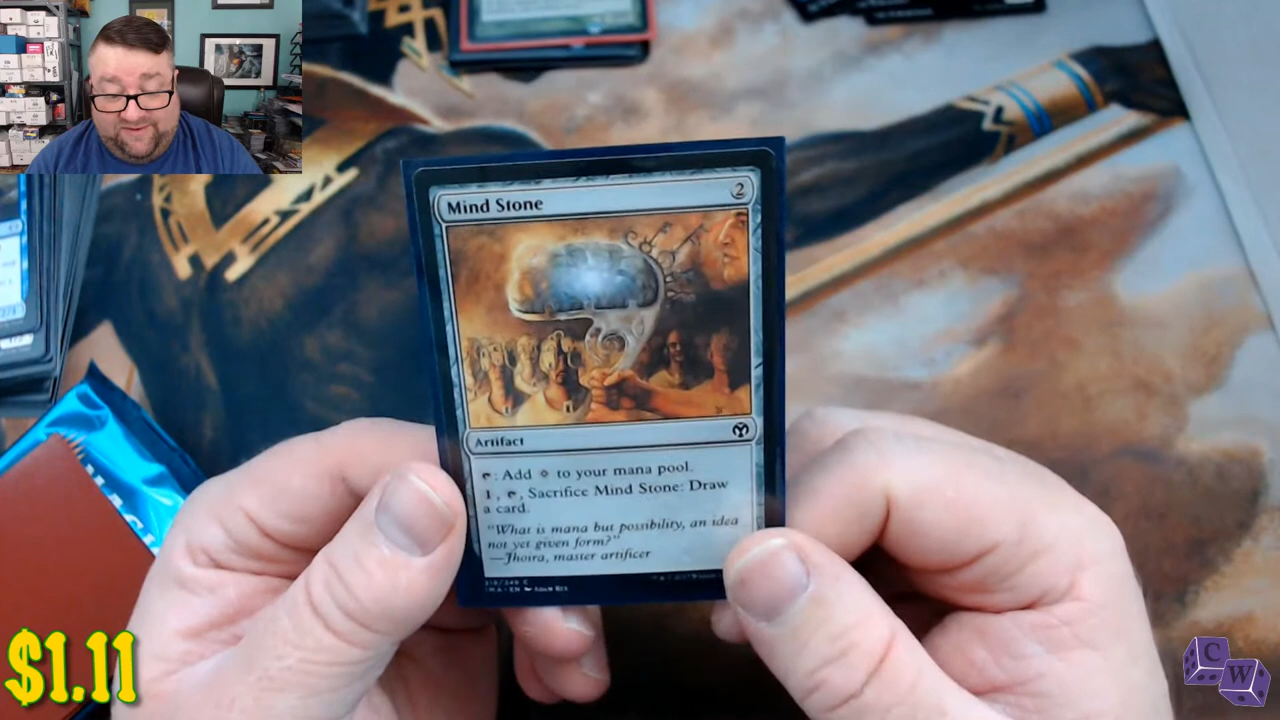 Mind Stone
2
Artifact
: Add to your mana pool.
1, , Sacrifice Mind Stone: Draw
a card.
"What is mana but possibility, an idea
not yet given form?"
—Jhoira, master artificer
$1.11
C
W